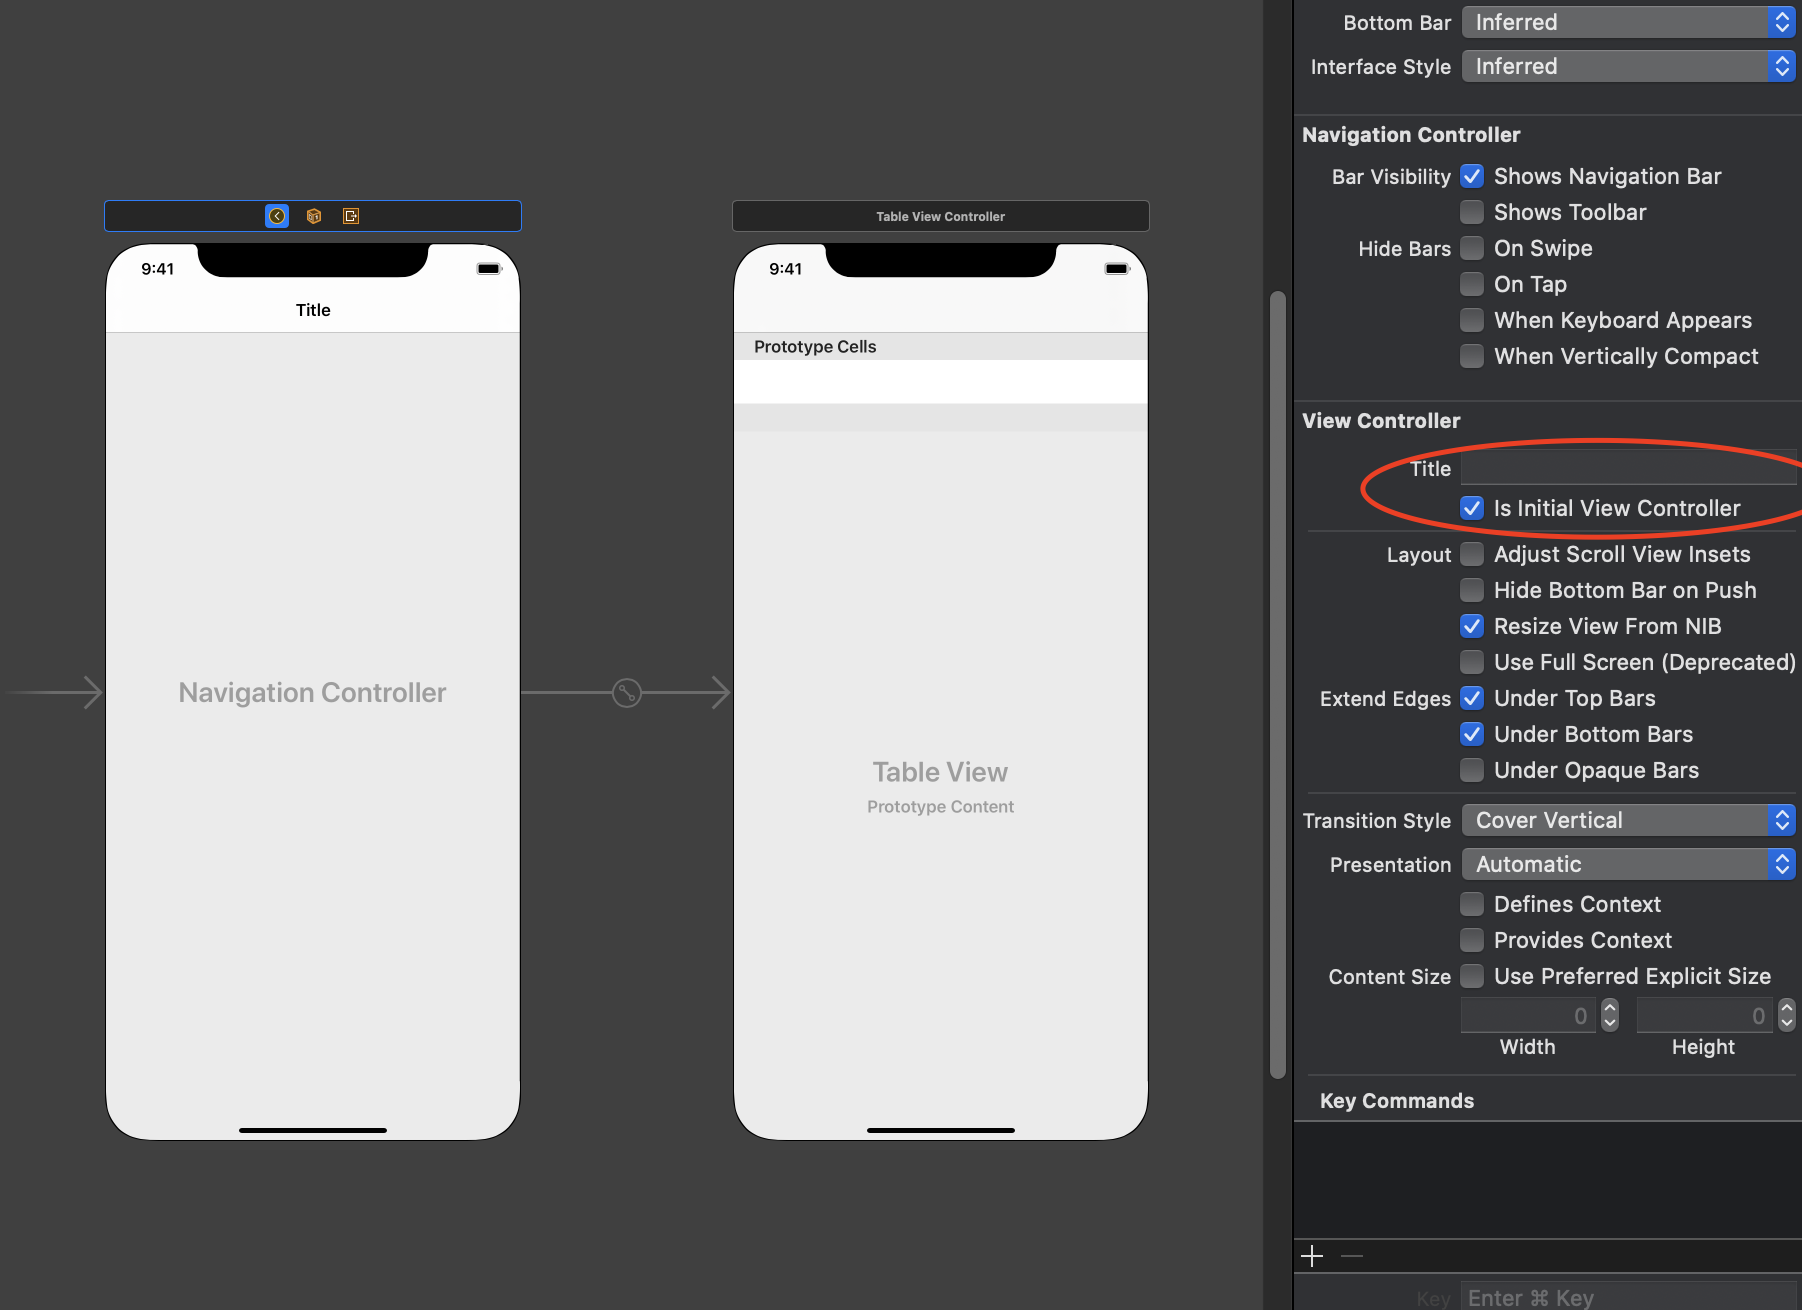 9:41
Title
Navigation Controller
Table View Controller
9:41
Prototype Cells
Table View
Prototype Content
Bottom Bar Inferred
Interface Style Inferred
Navigation Controller
Bar Visibility Shows Navigation Bar
Shows Toolbar
Hide Bars On Swipe
On Tap
When Keyboard Appears
When Vertically Compact
View Controller
Title
Is Initial View Controller
Layout Adjust Scroll View Insets
Hide Bottom Bar on Push
Resize View From NIB
Use Full Screen (Deprecated)
Extend Edges Under Top Bars
Under Bottom Bars
Under Opaque Bars
Transition Style Cover Vertical
Presentation Automatic
Defines Context
Provides Context
Content Size Use Preferred Explicit Size
0 0
Width Height
Key Commands
Key Enter ⌘ Key